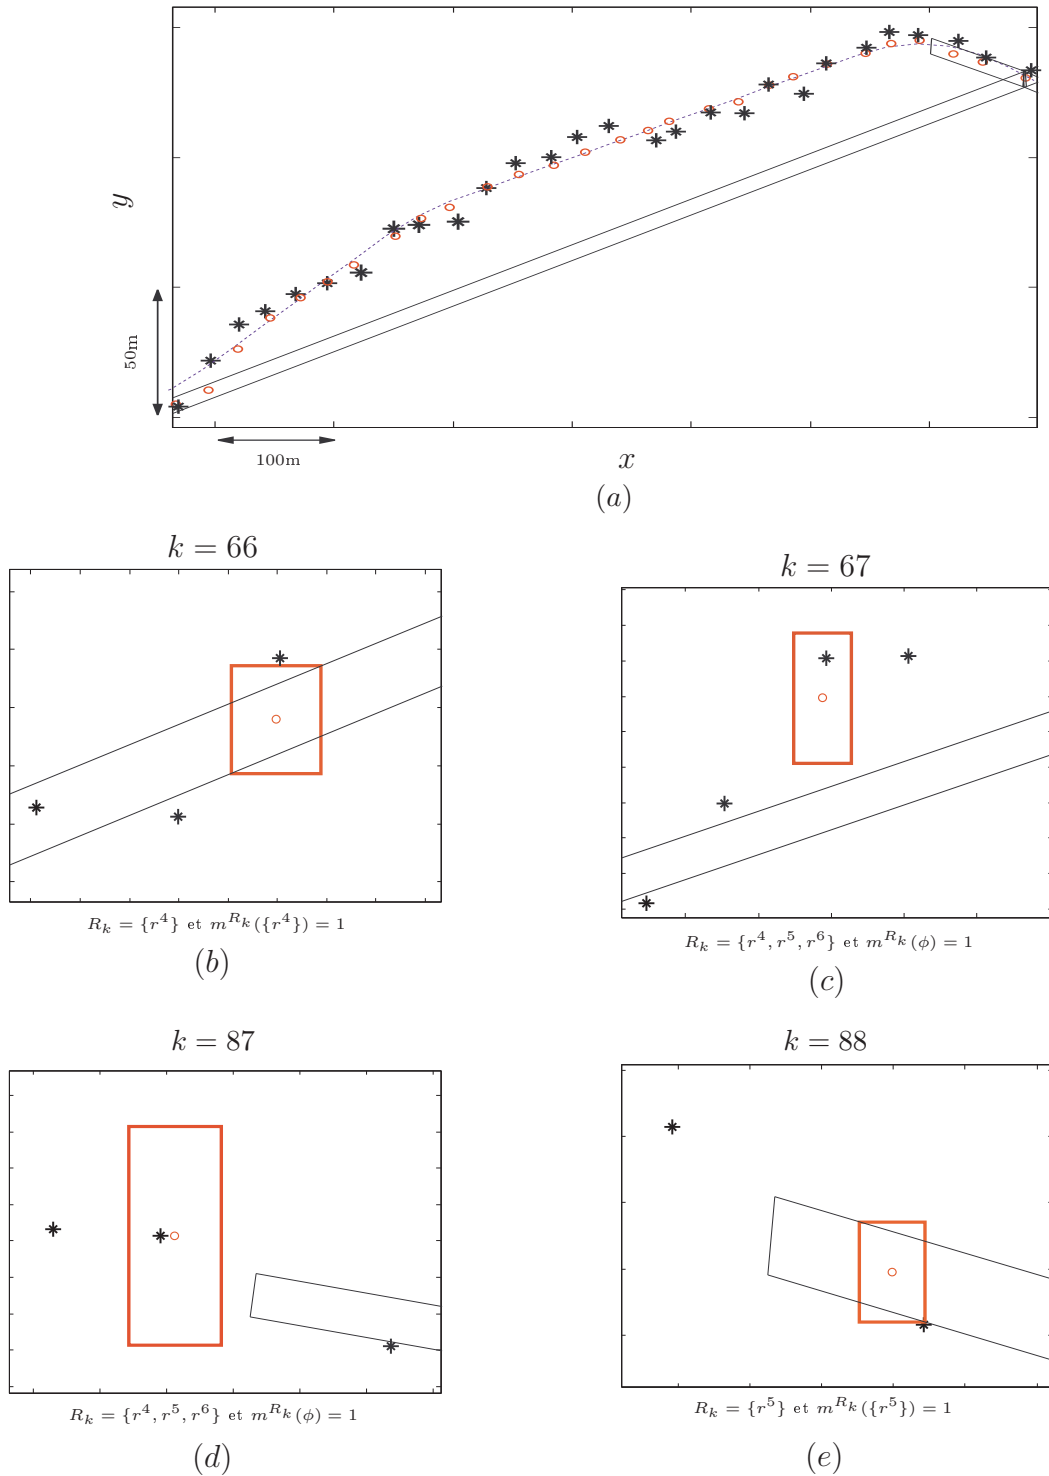 y
50m
100m
x
(a)
k = 66
R_k = {r^4} et m^{R_k}({r^4}) = 1
(b)
k = 67
R_k = {r^4, r^5, r^6} et m^{R_k}(ϕ) = 1
(c)
k = 87
R_k = {r^4, r^5, r^6} et m^{R_k}(ϕ) = 1
(d)
k = 88
R_k = {r^5} et m^{R_k}({r^5}) = 1
(e)